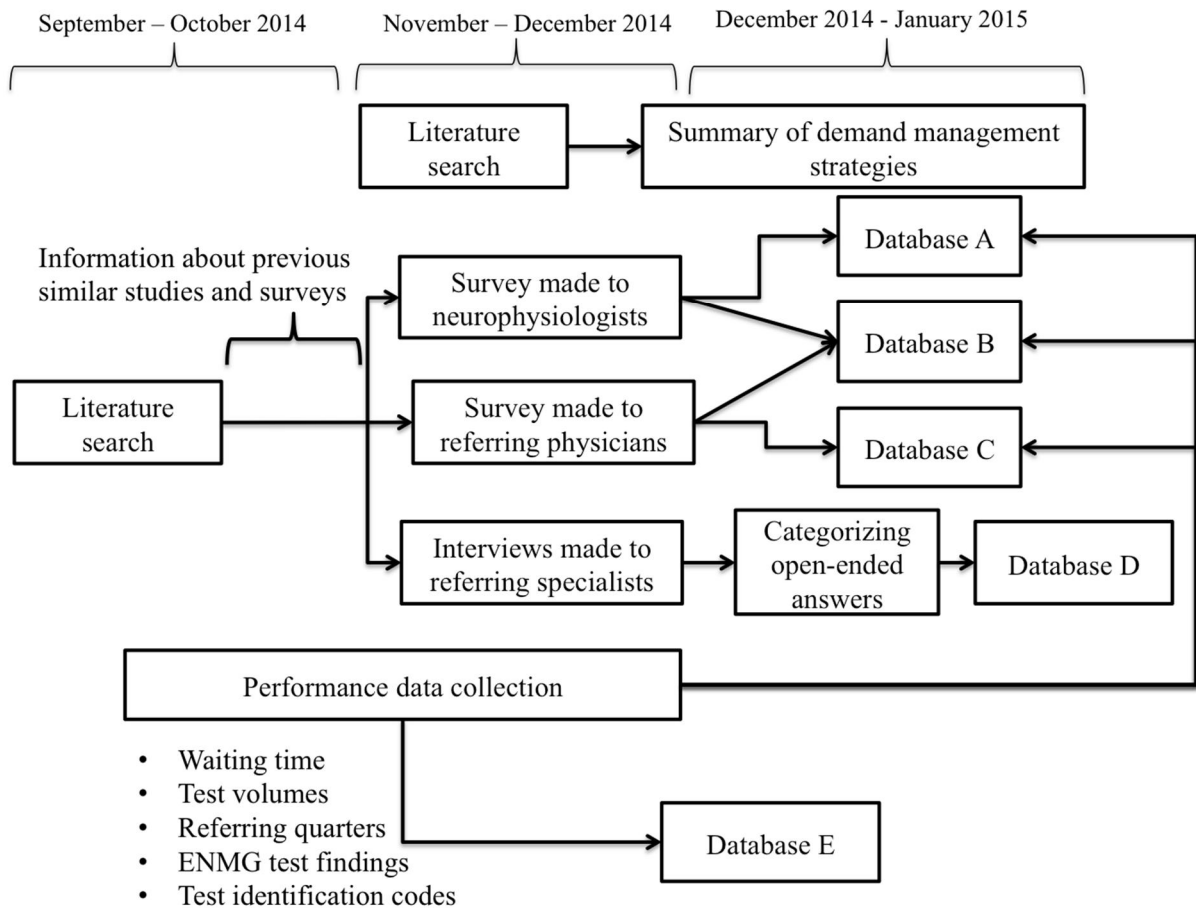 September – October 2014
November – December 2014
December 2014 - January 2015
Literature
search
Summary of demand management
strategies
Information about previous
similar studies and surveys
Survey made to
neurophysiologists
Database A
Database B
Literature
search
Survey made to
referring physicians
Database C
Interviews made to
referring specialists
Categorizing
open-ended
answers
Database D
Performance data collection
• Waiting time
• Test volumes
• Referring quarters
• ENMG test findings
• Test identification codes
Database E